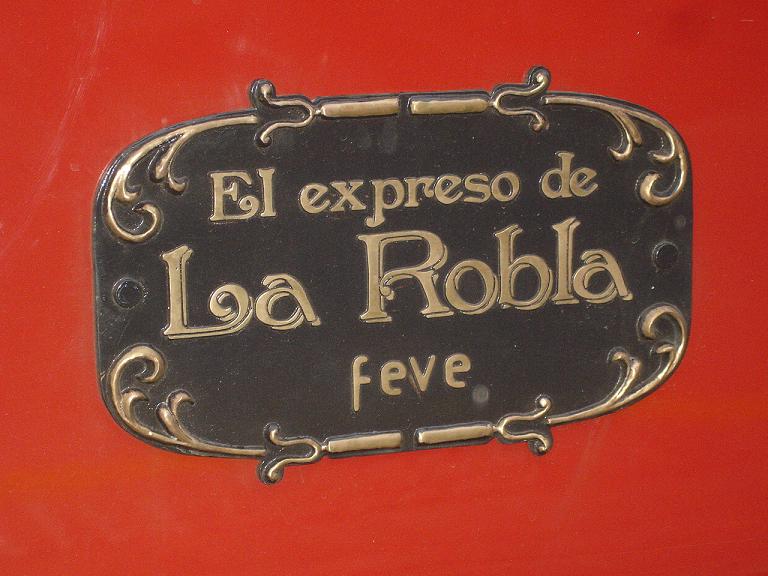 El expreso de
La Robla
feve